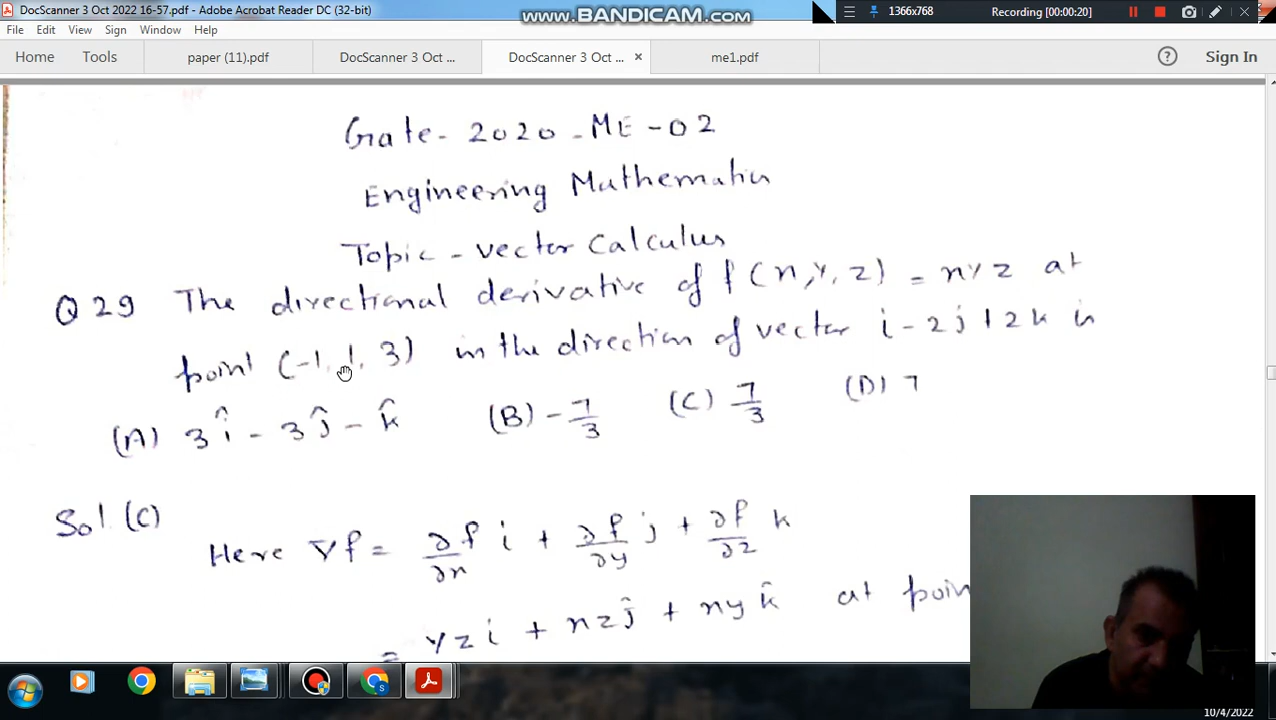 DocScanner 3 Oct 2022 16-57.pdf - Adobe Acrobat Reader DC (32-bit)
www.BANDICAM.com
1366x768
Recording [00:00:20]
File Edit View Sign Window Help
Home Tools paper (11).pdf DocScanner 3 Oct ... DocScanner 3 Oct ... × me1.pdf Sign In
Grate - 2020 - ME - 02
Engineering Mathematics
Topic - vector Calculus
Q 29 The directional derivative of f(x, y, z) = xyz at
point (-1, 1, 3) in the direction of vector i - 2j + 2k is
(A) 3î - 3ĵ - k̂ (B) - 7/3 (C) 7/3 (D) 7
Sol. (C)
Here ∇f = ∂f/∂x i + ∂f/∂y j + ∂f/∂z k
= yz i + xz ĵ + xy k̂ at poin
10/4/2022